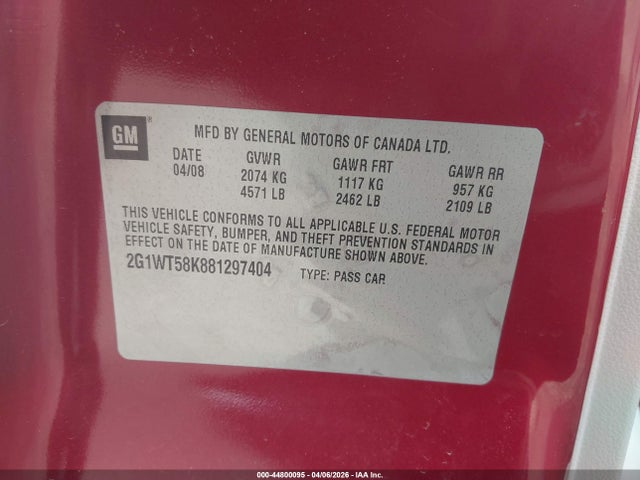 GM ®
MFD BY GENERAL MOTORS OF CANADA LTD.
DATE GVWR GAWR FRT GAWR RR
04/08 2074 KG 1117 KG 957 KG
4571 LB 2462 LB 2109 LB
THIS VEHICLE CONFORMS TO ALL APPLICABLE U.S. FEDERAL MOTOR
VEHICLE SAFETY, BUMPER, AND THEFT PREVENTION STANDARDS IN
EFFECT ON THE DATE OF MANUFACTURE SHOWN ABOVE.
2G1WT58K881297404 TYPE: PASS CAR
000-44800095 - 04/06/2026 - IAA Inc.